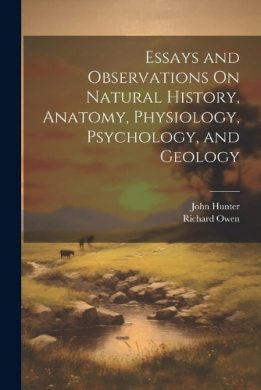 Essays and
Observations On
Natural History,
Anatomy, Physiology,
Psychology, and
Geology
John Hunter
Richard Owen